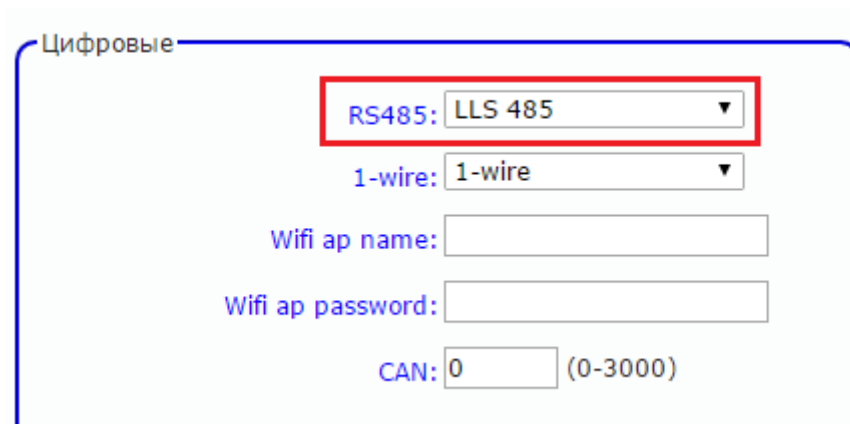 Цифровые
RS485: LLS 485
1-wire: 1-wire
Wifi ap name:
Wifi ap password:
CAN: 0 (0-3000)